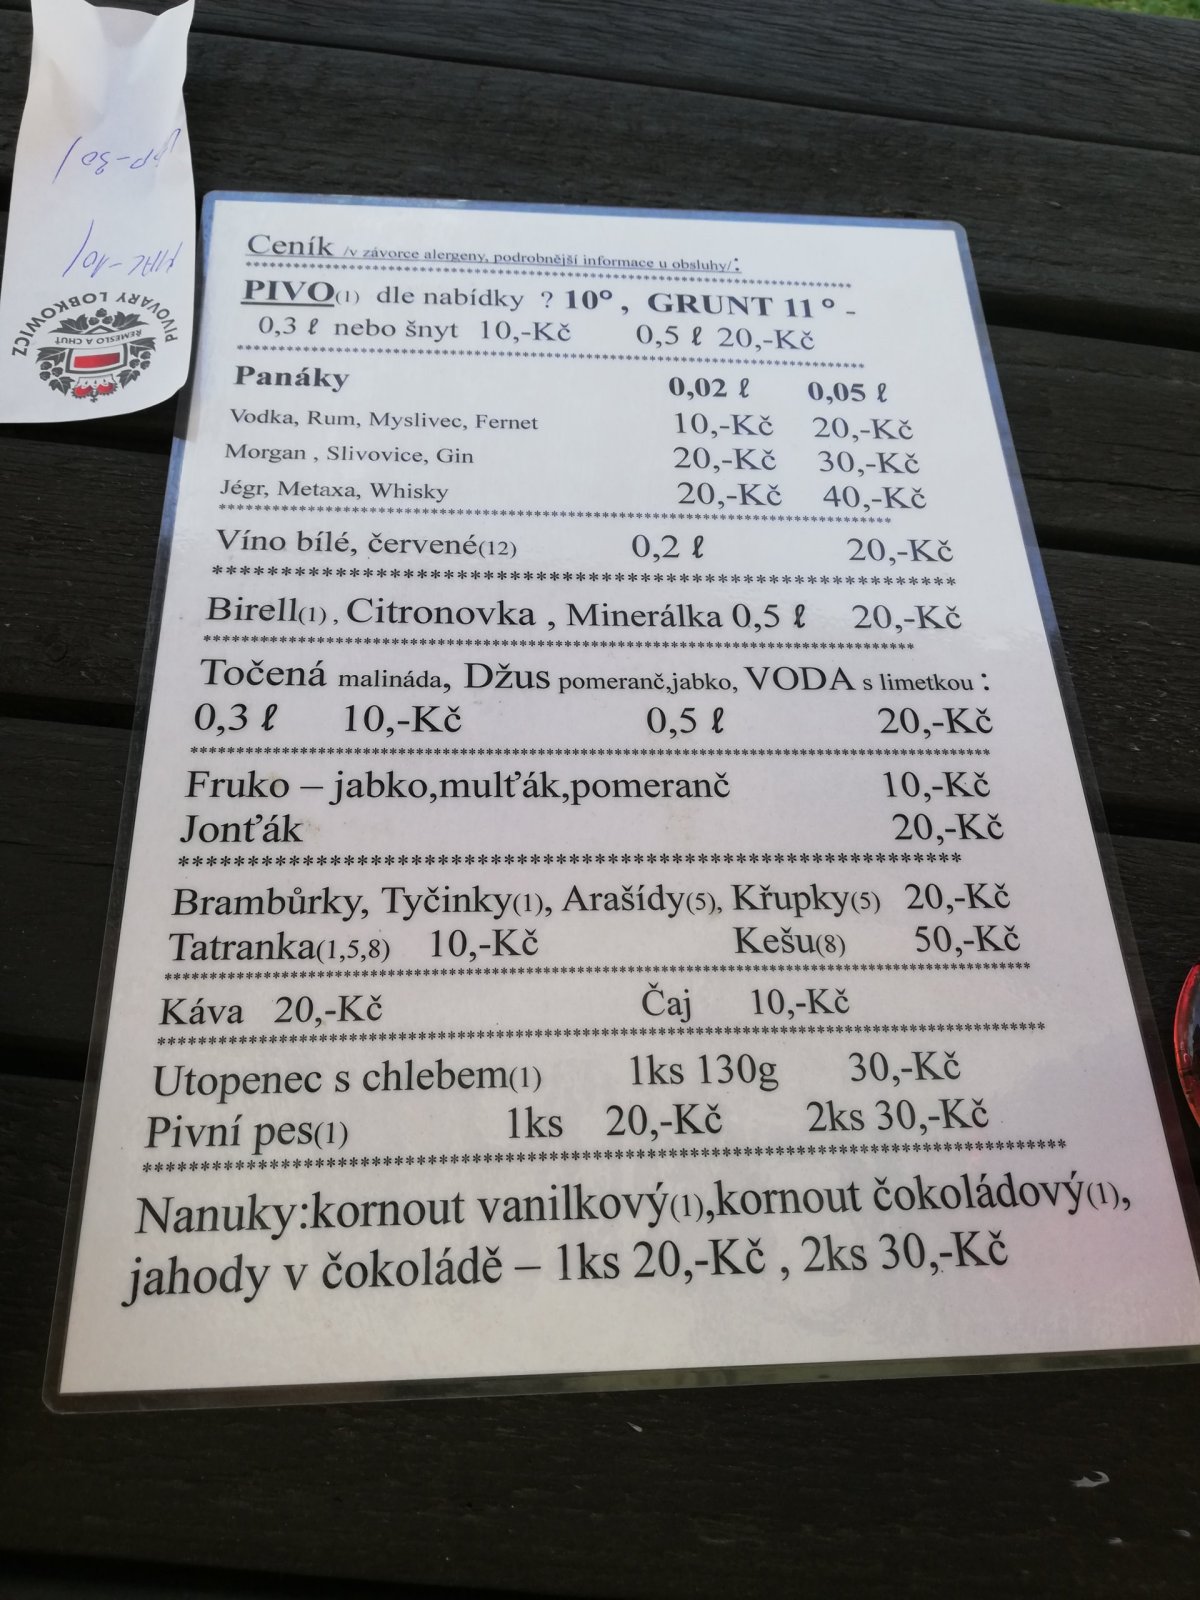 PIVOVARY LOBKOWICZ
ŘEMESLO A CHUŤ
Ceník /v závorce alergeny, podrobnější informace u obsluhy/:
************************************************************
PIVO(1) dle nabídky ? 10°, GRUNT 11° -
0,3 ℓ nebo šnyt 10,-Kč 0,5 ℓ 20,-Kč
************************************************************
Panáky 0,02 ℓ 0,05 ℓ
Vodka, Rum, Myslivec, Fernet 10,-Kč 20,-Kč
Morgan , Slivovice, Gin 20,-Kč 30,-Kč
Jégr, Metaxa, Whisky 20,-Kč 40,-Kč
************************************************************
Víno bílé, červené(12) 0,2 ℓ 20,-Kč
************************************************************
Birell(1), Citronovka , Minerálka 0,5 ℓ 20,-Kč
************************************************************
Točená malináda, Džus pomeranč,jabko, VODA s limetkou :
0,3 ℓ 10,-Kč 0,5 ℓ 20,-Kč
************************************************************
Fruko – jabko,mulťák,pomeranč 10,-Kč
Jonťák 20,-Kč
************************************************************
Brambůrky, Tyčinky(1), Arašídy(5), Křupky(5) 20,-Kč
Tatranka(1,5,8) 10,-Kč Kešu(8) 50,-Kč
************************************************************
Káva 20,-Kč Čaj 10,-Kč
************************************************************
Utopenec s chlebem(1) 1ks 130g 30,-Kč
Pivní pes(1) 1ks 20,-Kč 2ks 30,-Kč
************************************************************
Nanuky:kornout vanilkový(1),kornout čokoládový(1),
jahody v čokoládě – 1ks 20,-Kč , 2ks 30,-Kč